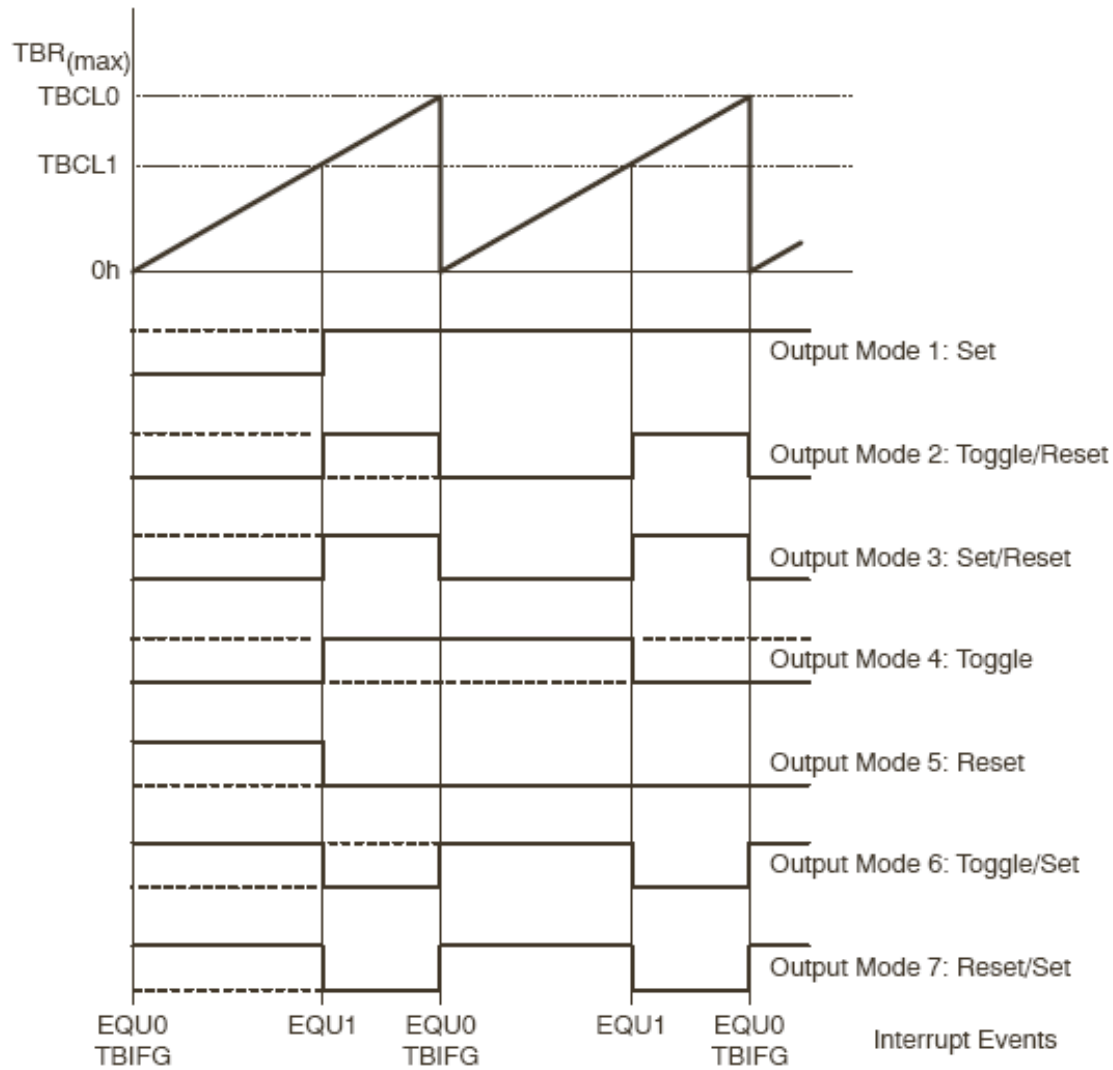 TBR(max)
TBCL0
TBCL1
0h
Output Mode 1: Set
Output Mode 2: Toggle/Reset
Output Mode 3: Set/Reset
Output Mode 4: Toggle
Output Mode 5: Reset
Output Mode 6: Toggle/Set
Output Mode 7: Reset/Set
EQU0 EQU1 EQU0 EQU1 EQU0
TBIFG TBIFG TBIFG
Interrupt Events